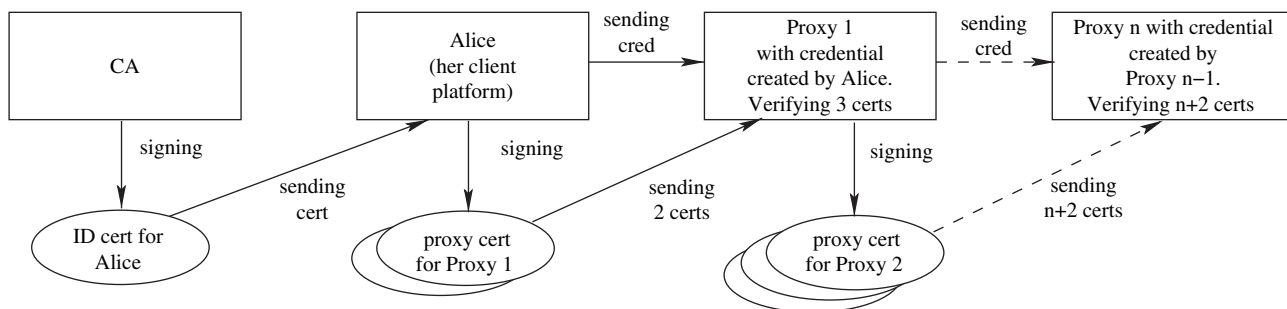 CA
signing
ID cert for
Alice
sending
cert
Alice
(her client
platform)
signing
proxy cert
for Proxy 1
sending
cred
sending
2 certs
Proxy 1
with credential
created by Alice.
Verifying 3 certs
signing
proxy cert
for Proxy 2
sending
cred
sending
n+2 certs
Proxy n with credential
created by
Proxy n−1.
Verifying n+2 certs